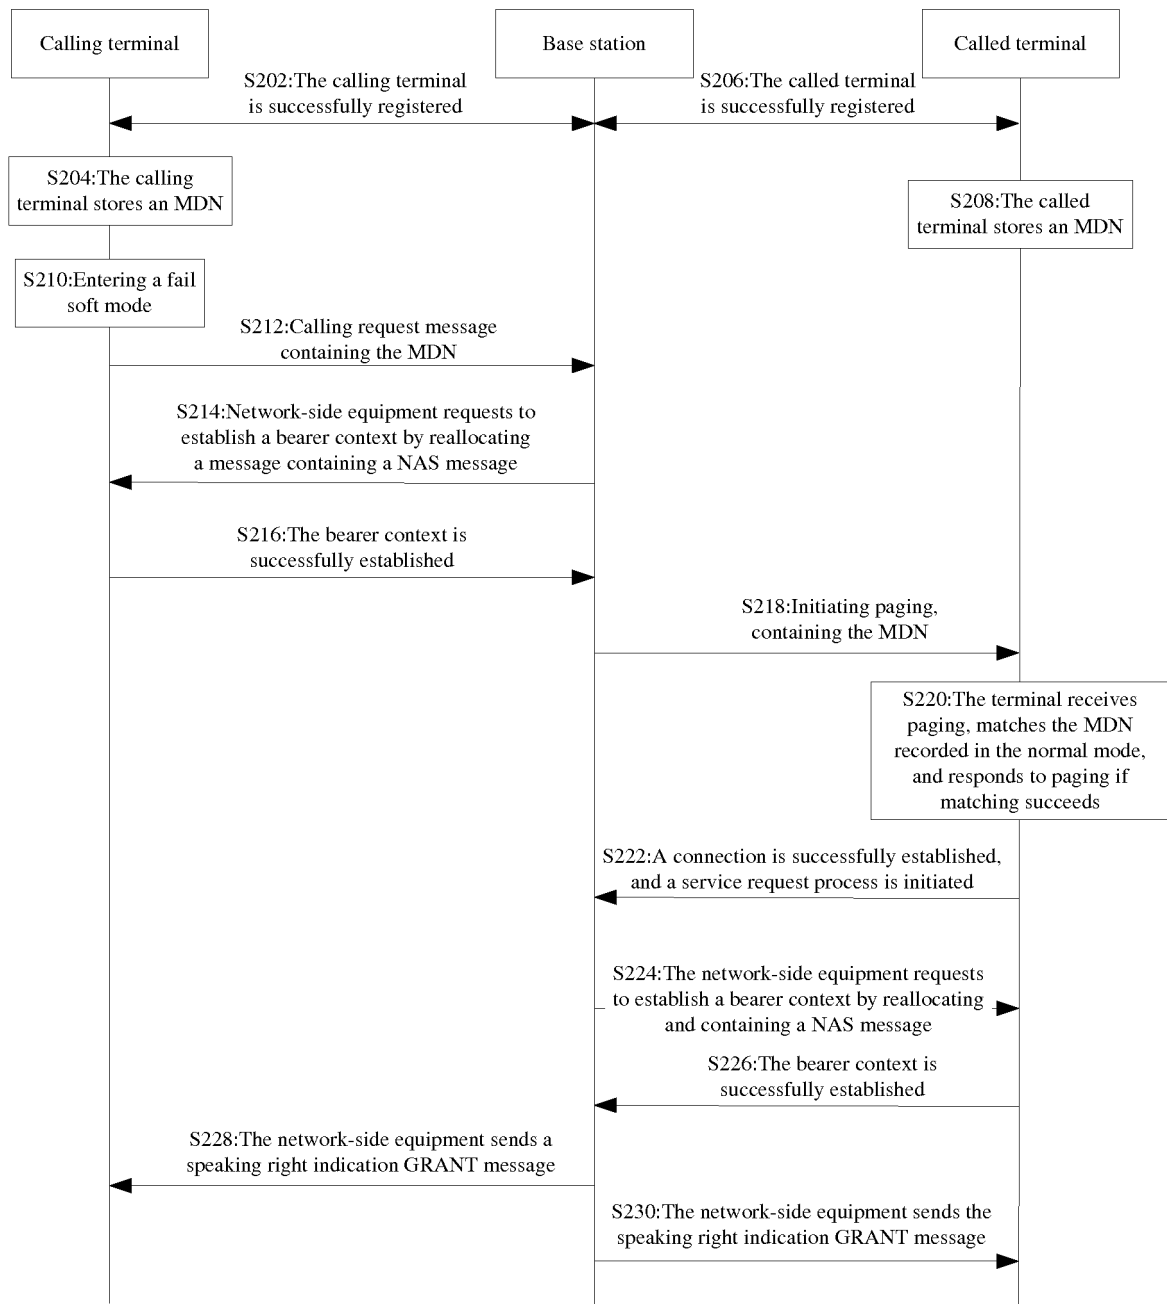 Calling terminal
Base station
Called terminal
S202:The calling terminal
is successfully registered
S206:The called terminal
is successfully registered
S204:The calling
terminal stores an MDN
S208:The called
terminal stores an MDN
S210:Entering a fail
soft mode
S212:Calling request message
containing the MDN
S214:Network-side equipment requests to
establish a bearer context by reallocating
a message containing a NAS message
S216:The bearer context is
successfully established
S218:Initiating paging,
containing the MDN
S220:The terminal receives
paging, matches the MDN
recorded in the normal mode,
and responds to paging if
matching succeeds
S222:A connection is successfully established,
and a service request process is initiated
S224:The network-side equipment requests
to establish a bearer context by reallocating
and containing a NAS message
S226:The bearer context is
successfully established
S228:The network-side equipment sends a
speaking right indication GRANT message
S230:The network-side equipment sends the
speaking right indication GRANT message